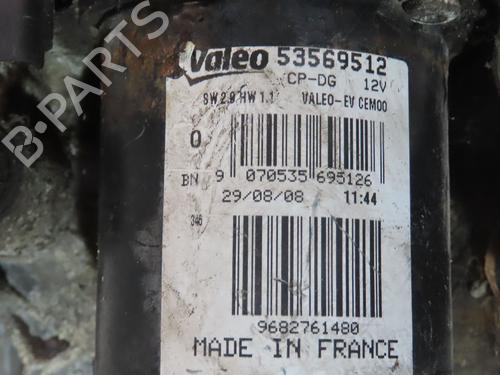 Valeo 53569512
CP-DG 12V
SW 2.9 HW 1.1 VALEO-EV CEM00
0
BN 9 070535 695126
29/08/08 11:44
346
9682761480
MADE IN FRANCE